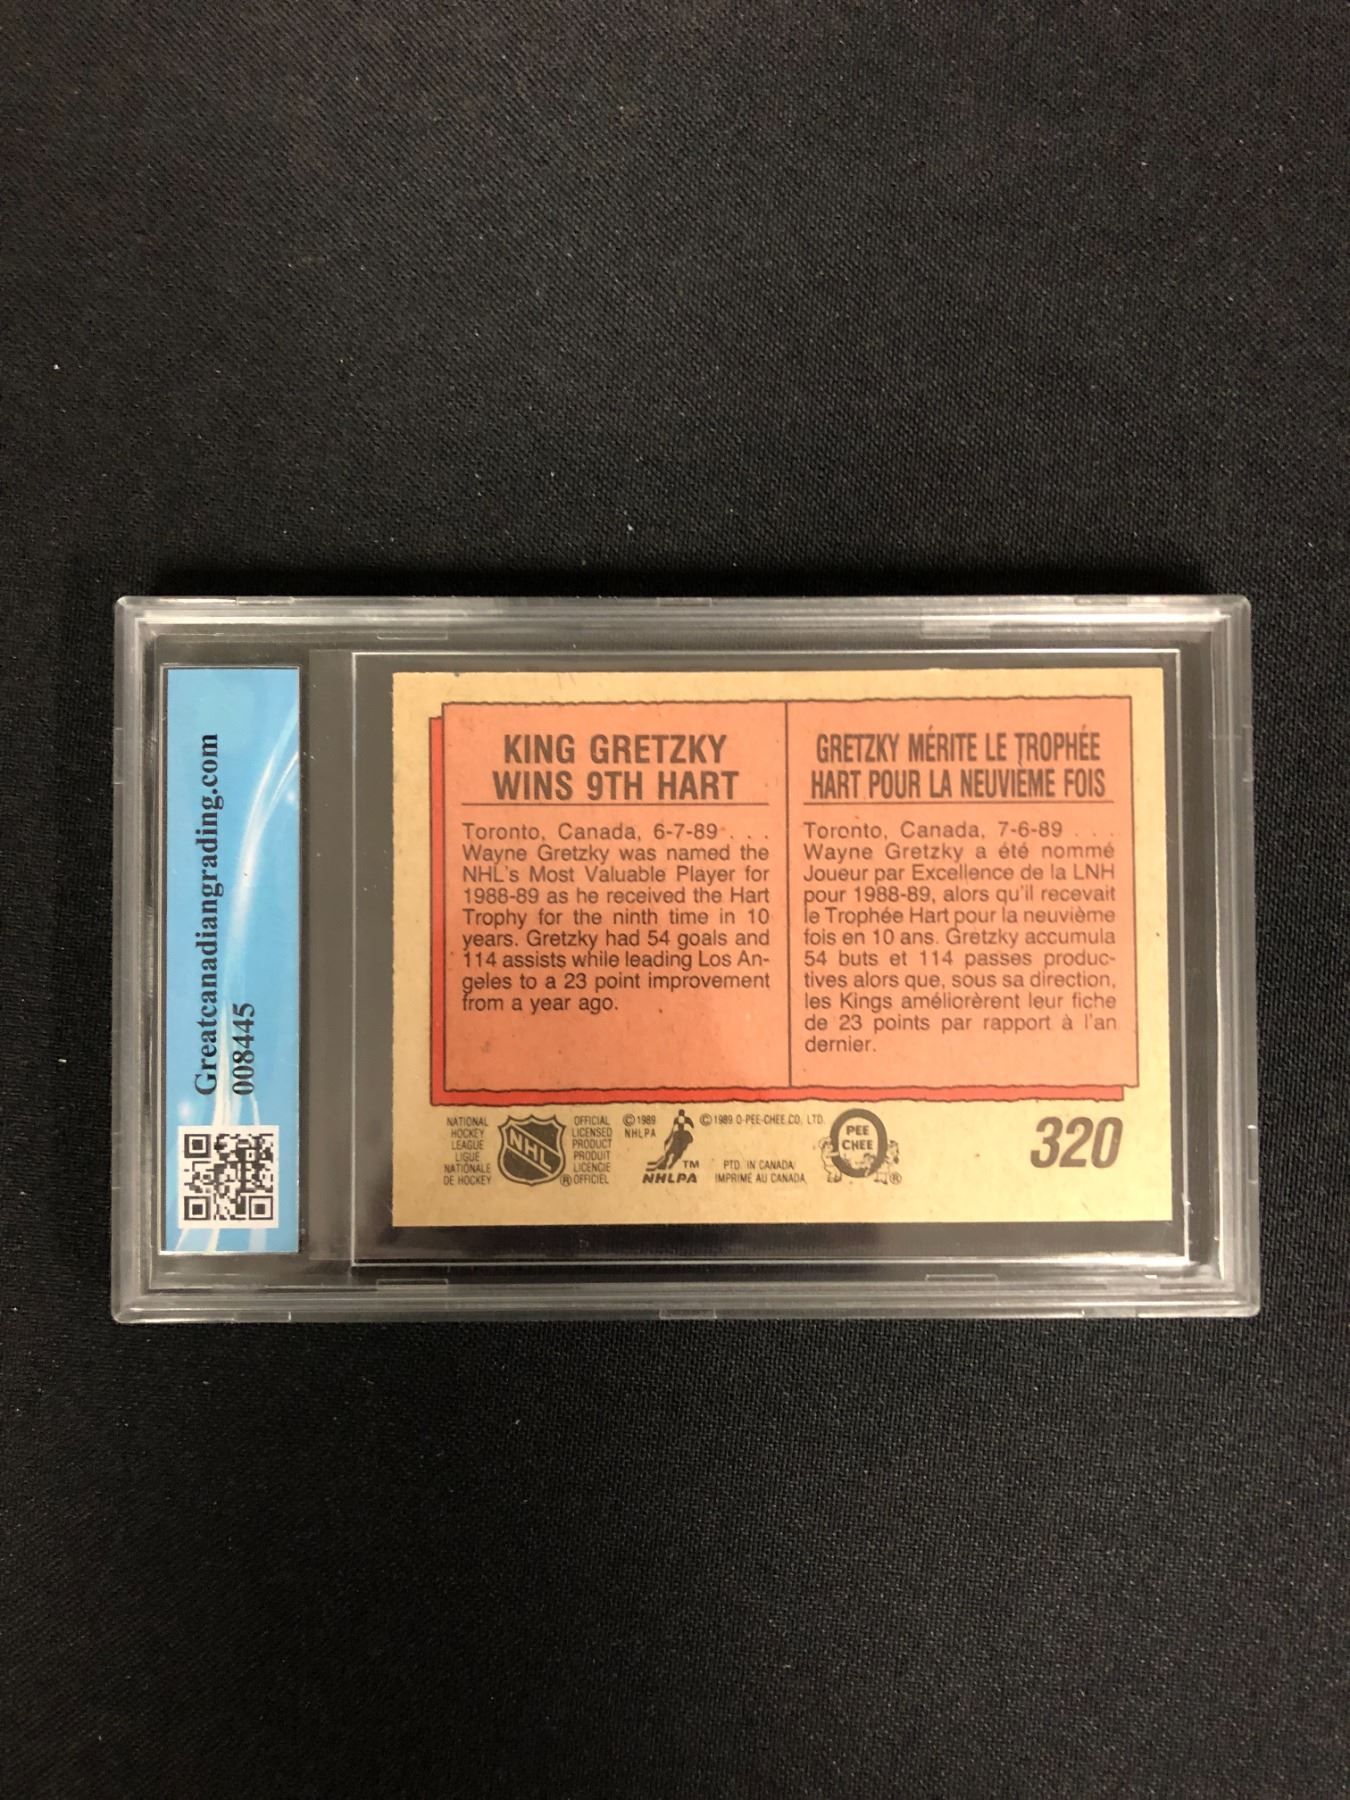 Greatcanadiangrading.com
008445
KING GRETZKY
WINS 9TH HART
Toronto, Canada, 6-7-89 . . .
Wayne Gretzky was named the
NHL's Most Valuable Player for
1988-89 as he received the Hart
Trophy for the ninth time in 10
years. Gretzky had 54 goals and
114 assists while leading Los An-
geles to a 23 point improvement
from a year ago.
GRETZKY MÉRITE LE TROPHÉE
HART POUR LA NEUVIÈME FOIS
Toronto, Canada, 7-6-89 . . .
Wayne Gretzky a été nommé
Joueur par Excellence de la LNH
pour 1988-89, alors qu'il recevait
le Trophée Hart pour la neuvième
fois en 10 ans. Gretzky accumula
54 buts et 114 passes produc-
tives alors que, sous sa direction,
les Kings améliorèrent leur fiche
de 23 points par rapport à l'an
dernier.
NATIONAL
HOCKEY
LEAGUE
LIGUE
NATIONALE
DE HOCKEY
NHL
®
OFFICIAL
LICENSED
PRODUCT
PRODUIT
LICENCIE
OFFICIEL
© 1989
NHLPA
TM
NHLPA
© 1989 O-PEE-CHEE CO. LTD.
PTD. IN CANADA
IMPRIMÉ AU CANADA
O
PEE
CHEE
®
320